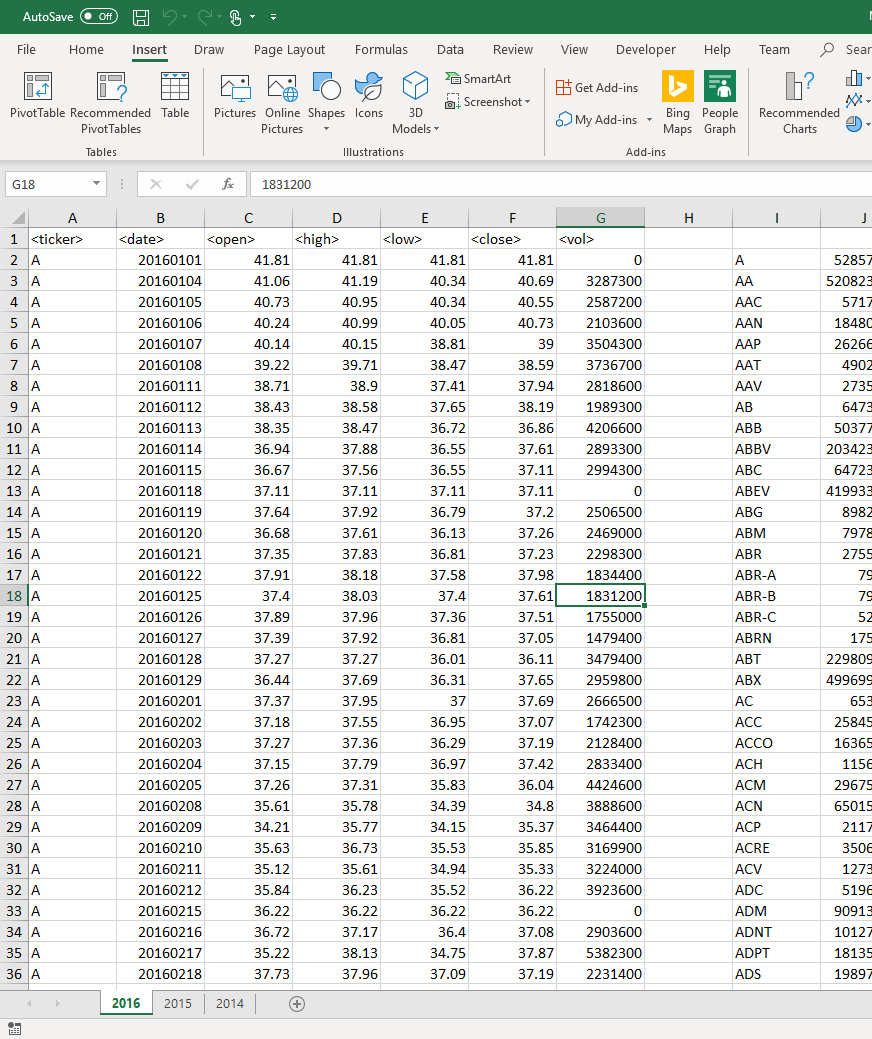 AutoSave Off
File Home Insert Draw Page Layout Formulas Data Review View Developer Help Team Sear
PivotTable Recommended PivotTables Table
Tables
Pictures Online Pictures Shapes Icons 3D Models SmartArt Screenshot
Illustrations
Get Add-ins My Add-ins Bing Maps People Graph
Add-ins
Recommended Charts
G18 fx 1831200
A B C D E F G H I J
1 <ticker> <date> <open> <high> <low> <close> <vol>
2 A 20160101 41.81 41.81 41.81 41.81 0 A 52857
3 A 20160104 41.06 41.19 40.34 40.69 3287300 AA 520823
4 A 20160105 40.73 40.95 40.34 40.55 2587200 AAC 5717
5 A 20160106 40.24 40.99 40.05 40.73 2103600 AAN 18480
6 A 20160107 40.14 40.15 38.81 39 3504300 AAP 26266
7 A 20160108 39.22 39.71 38.47 38.59 3736700 AAT 4902
8 A 20160111 38.71 38.9 37.41 37.94 2818600 AAV 2735
9 A 20160112 38.43 38.58 37.65 38.19 1989300 AB 6473
10 A 20160113 38.35 38.47 36.72 36.86 4206600 ABB 50377
11 A 20160114 36.94 37.88 36.55 37.61 2893300 ABBV 203423
12 A 20160115 36.67 37.56 36.55 37.11 2994300 ABC 64723
13 A 20160118 37.11 37.11 37.11 37.11 0 ABEV 419933
14 A 20160119 37.64 37.92 36.79 37.2 2506500 ABG 8982
15 A 20160120 36.68 37.61 36.13 37.26 2469000 ABM 7978
16 A 20160121 37.35 37.83 36.81 37.23 2298300 ABR 2755
17 A 20160122 37.91 38.18 37.58 37.98 1834400 ABR-A 79
18 A 20160125 37.4 38.03 37.4 37.61 1831200 ABR-B 79
19 A 20160126 37.89 37.96 37.36 37.51 1755000 ABR-C 52
20 A 20160127 37.39 37.92 36.81 37.05 1479400 ABRN 175
21 A 20160128 37.27 37.27 36.01 36.11 3479400 ABT 229809
22 A 20160129 36.44 37.69 36.31 37.65 2959800 ABX 499699
23 A 20160201 37.37 37.95 37 37.69 2666500 AC 653
24 A 20160202 37.18 37.55 36.95 37.07 1742300 ACC 25845
25 A 20160203 37.27 37.36 36.29 37.19 2128400 ACCO 16365
26 A 20160204 37.15 37.79 36.97 37.42 2833400 ACH 1156
27 A 20160205 37.26 37.31 35.83 36.04 4424600 ACM 29675
28 A 20160208 35.61 35.78 34.39 34.8 3888600 ACN 65015
29 A 20160209 34.21 35.77 34.15 35.37 3464400 ACP 2117
30 A 20160210 35.63 36.73 35.53 35.85 3169900 ACRE 3506
31 A 20160211 35.12 35.61 34.94 35.33 3224000 ACV 1273
32 A 20160212 35.84 36.23 35.52 36.22 3923600 ADC 5196
33 A 20160215 36.22 36.22 36.22 36.22 0 ADM 90913
34 A 20160216 36.72 37.17 36.4 37.08 2903600 ADNT 10127
35 A 20160217 35.22 38.13 34.75 37.87 5382300 ADPT 18135
36 A 20160218 37.73 37.96 37.09 37.19 2231400 ADS 19897
2016 2015 2014